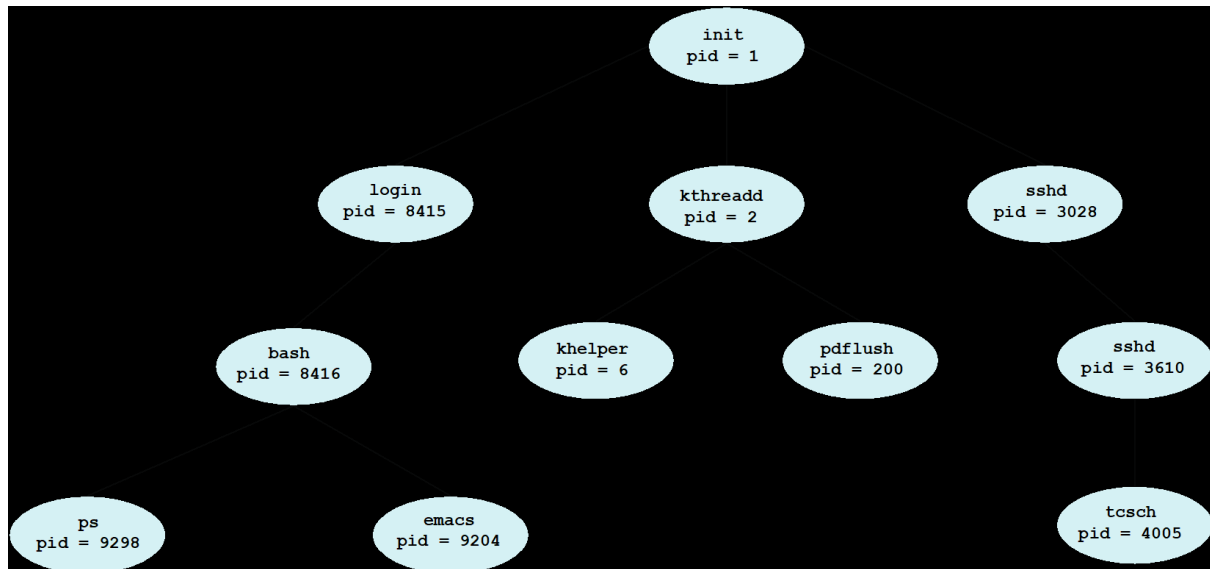 init
pid = 1
login
pid = 8415
kthreadd
pid = 2
sshd
pid = 3028
bash
pid = 8416
khelper
pid = 6
pdflush
pid = 200
sshd
pid = 3610
ps
pid = 9298
emacs
pid = 9204
tcsch
pid = 4005